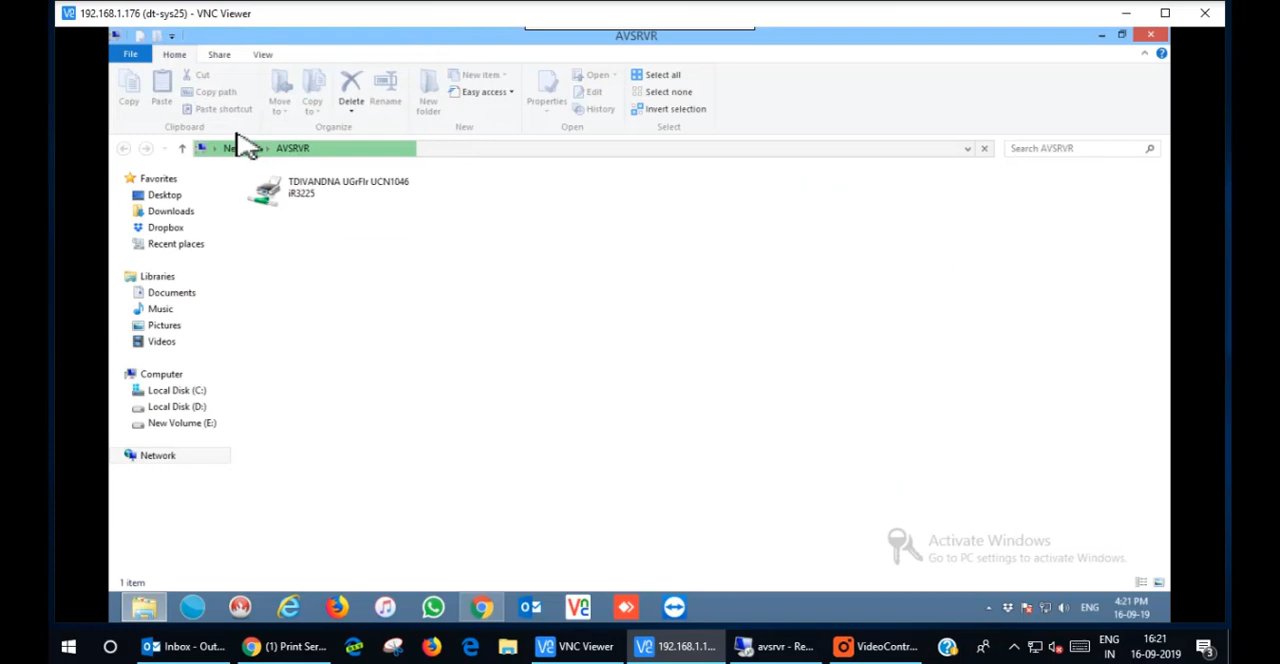 192.168.1.176 (dt-sys25) - VNC Viewer
AVSRVR
File Home Share View
Copy
Paste
Cut
Copy path
Paste shortcut
Move to
Copy to
Delete
Rename
New folder
New item
Easy access
Properties
Open
Edit
History
Select all
Select none
Invert selection
Clipboard Organize New Open Select
AVSRVR
Search AVSRVR
Favorites
Desktop
Downloads
Dropbox
Recent places
Libraries
Documents
Music
Pictures
Videos
Computer
Local Disk (C:)
Local Disk (D:)
New Volume (E:)
Network
TDIVANDNA UGrFlr UCN1046
iR3225
Activate Windows
Go to PC settings to activate Windows.
1 item
ENG
4:21 PM
16-09-19
Inbox - Out...
(1) Print Ser...
VNC Viewer
192.168.1.1...
avsrvr - Re...
VideoContr...
ENG
IN
16:21
16-09-2019
3